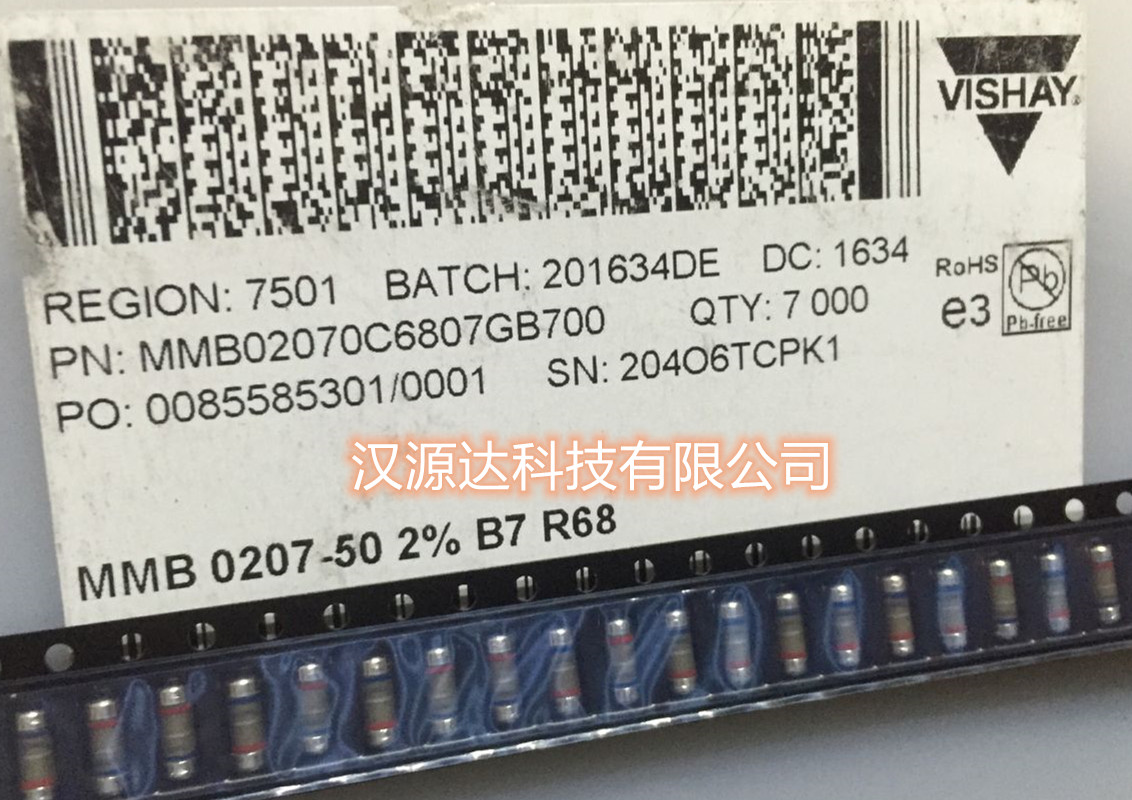 VISHAY®
REGION: 7501 BATCH: 201634DE DC: 1634
PN: MMB02070C6807GB700 QTY: 7 000
PO: 0085585301/0001 SN: 204O6TCPK1
RoHS
e3
Pb
Pb-free
汉源达科技有限公司
MMB 0207-50 2% B7 R68